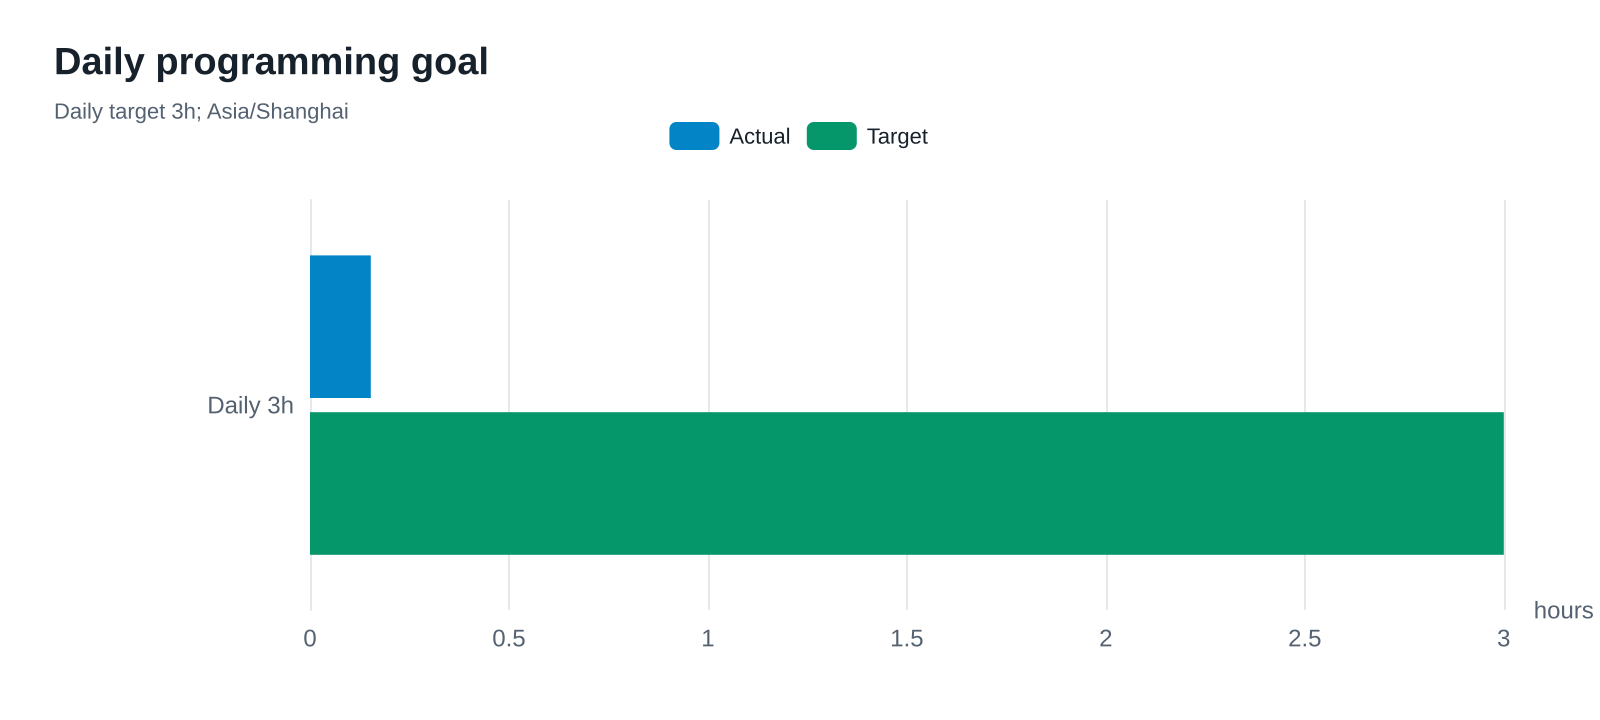 Daily programming goal
Daily target 3h; Asia/Shanghai
Actual Target
Daily 3h
hours
0 0.5 1 1.5 2 2.5 3